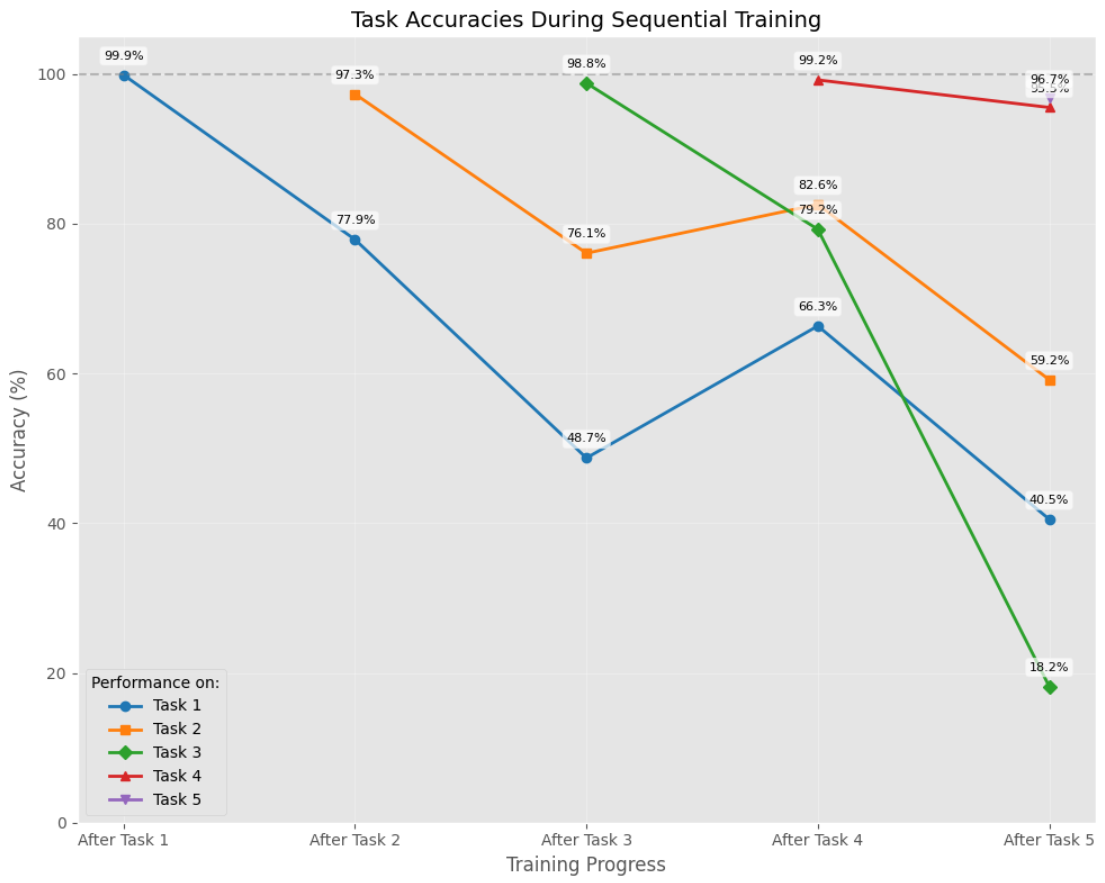 Task Accuracies During Sequential Training
99.9%
97.3%
98.8%
99.2%
96.7%
82.6%
79.2%
77.9%
76.1%
66.3%
59.2%
48.7%
40.5%
18.2%
100
80
60
40
20
0
Accuracy (%)
Performance on:
Task 1
Task 2
Task 3
Task 4
Task 5
After Task 1
After Task 2
After Task 3
After Task 4
After Task 5
Training Progress